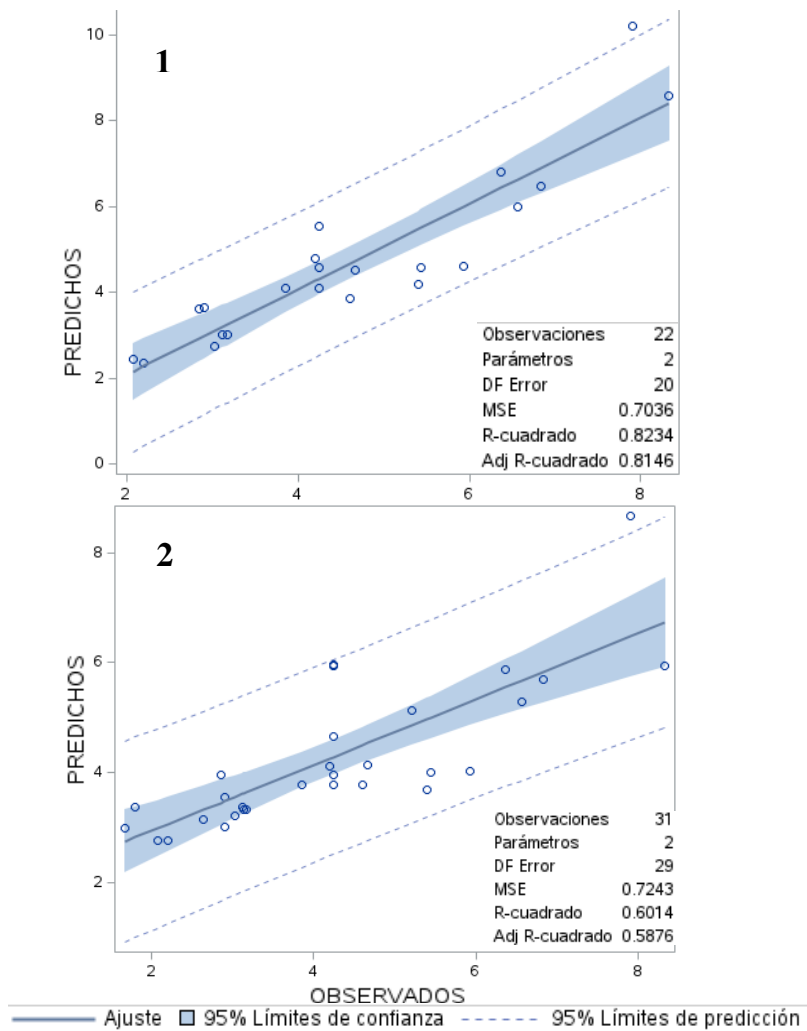 1
10
8
6
4
2
0
PREDICHOS
Observaciones 22
Parámetros 2
DF Error 20
MSE 0.7036
R-cuadrado 0.8234
Adj R-cuadrado 0.8146
2 4 6 8
2
8
6
4
2
PREDICHOS
Observaciones 31
Parámetros 2
DF Error 29
MSE 0.7243
R-cuadrado 0.6014
Adj R-cuadrado 0.5876
2 4 6 8
OBSERVADOS
Ajuste 95% Límites de confianza 95% Límites de predicción